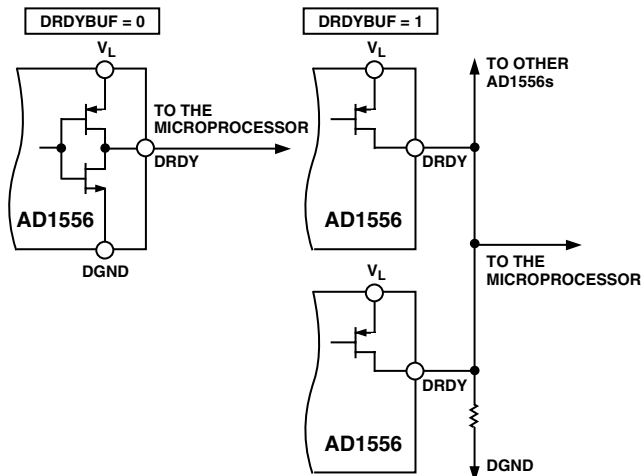 DRDYBUF = 0
VL
TO THE
MICROPROCESSOR
DRDY
AD1556
DGND
DRDYBUF = 1
VL
TO OTHER
AD1556s
DRDY
AD1556
TO THE
MICROPROCESSOR
VL
DRDY
AD1556
DGND